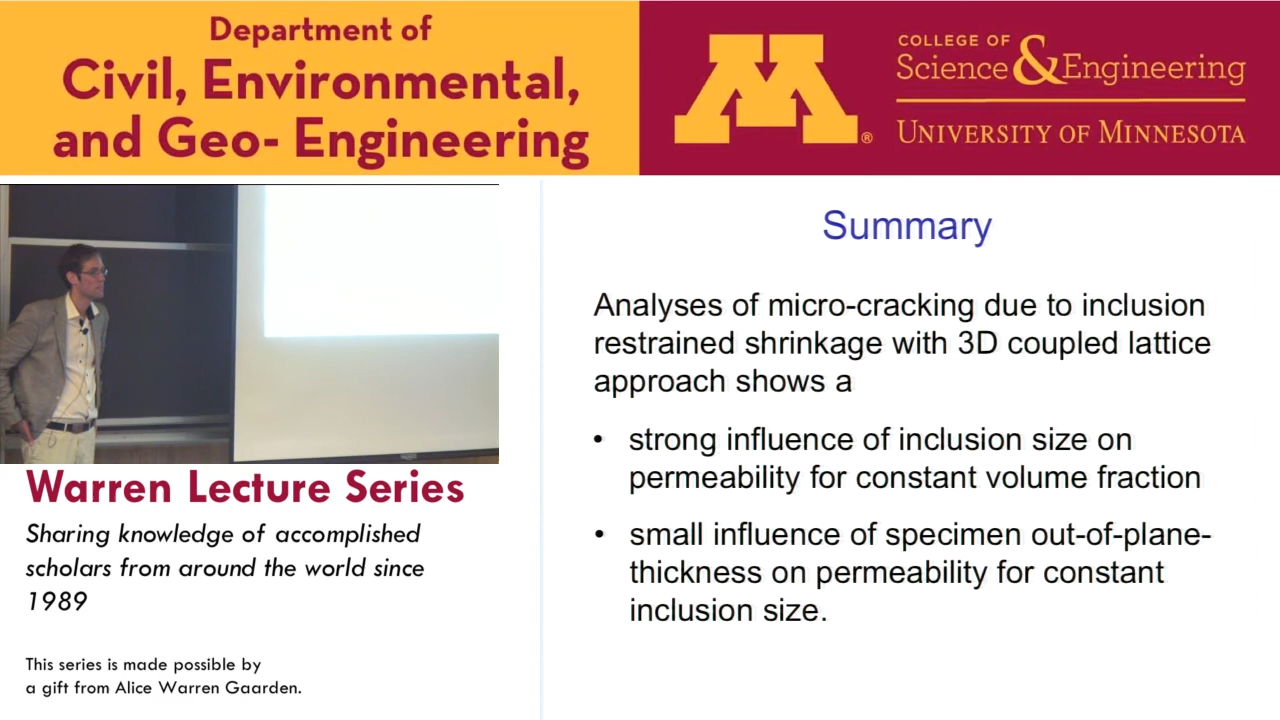 Department of
Civil, Environmental,
and Geo- Engineering
M®
COLLEGE OF
Science & Engineering
UNIVERSITY OF MINNESOTA
Warren Lecture Series
Sharing knowledge of accomplished
scholars from around the world since
1989
This series is made possible by
a gift from Alice Warren Gaarden.
Summary
Analyses of micro-cracking due to inclusion
restrained shrinkage with 3D coupled lattice
approach shows a
• strong influence of inclusion size on
permeability for constant volume fraction
• small influence of specimen out-of-plane-
thickness on permeability for constant
inclusion size.